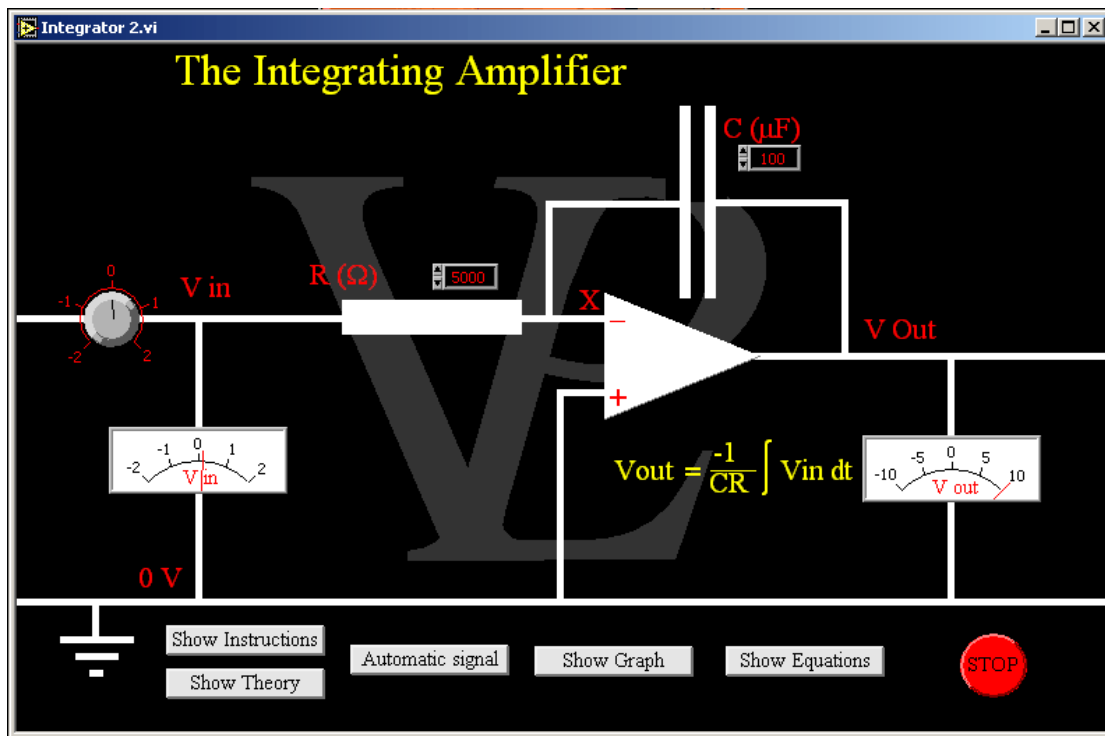 Integrator 2.vi
The Integrating Amplifier
C (µF)
100
0
-1
1
-2
2
V in
R (Ω)
5000
X
−
+
V Out
-2 -1 0 1 2
V in
Vout = -1/CR ∫ Vin dt
-10 -5 0 5 10
V out
0 V
Show Instructions
Show Theory
Automatic signal
Show Graph
Show Equations
STOP
VPL